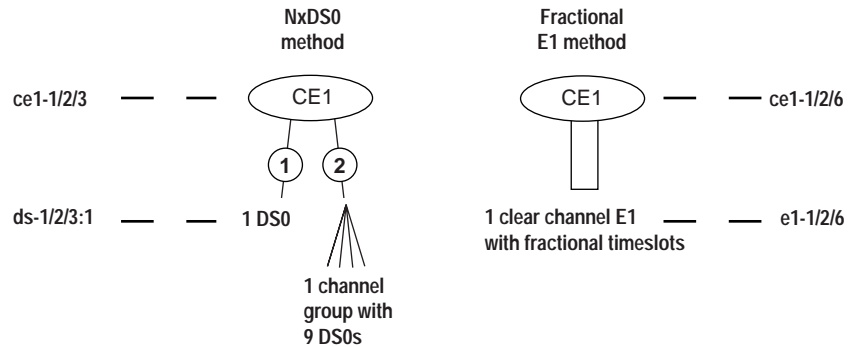 NxDS0
method
Fractional
E1 method
ce1-1/2/3
CE1
CE1
ce1-1/2/6
1
2
ds-1/2/3:1
1 DS0
1 clear channel E1
with fractional timeslots
e1-1/2/6
1 channel
group with
9 DS0s